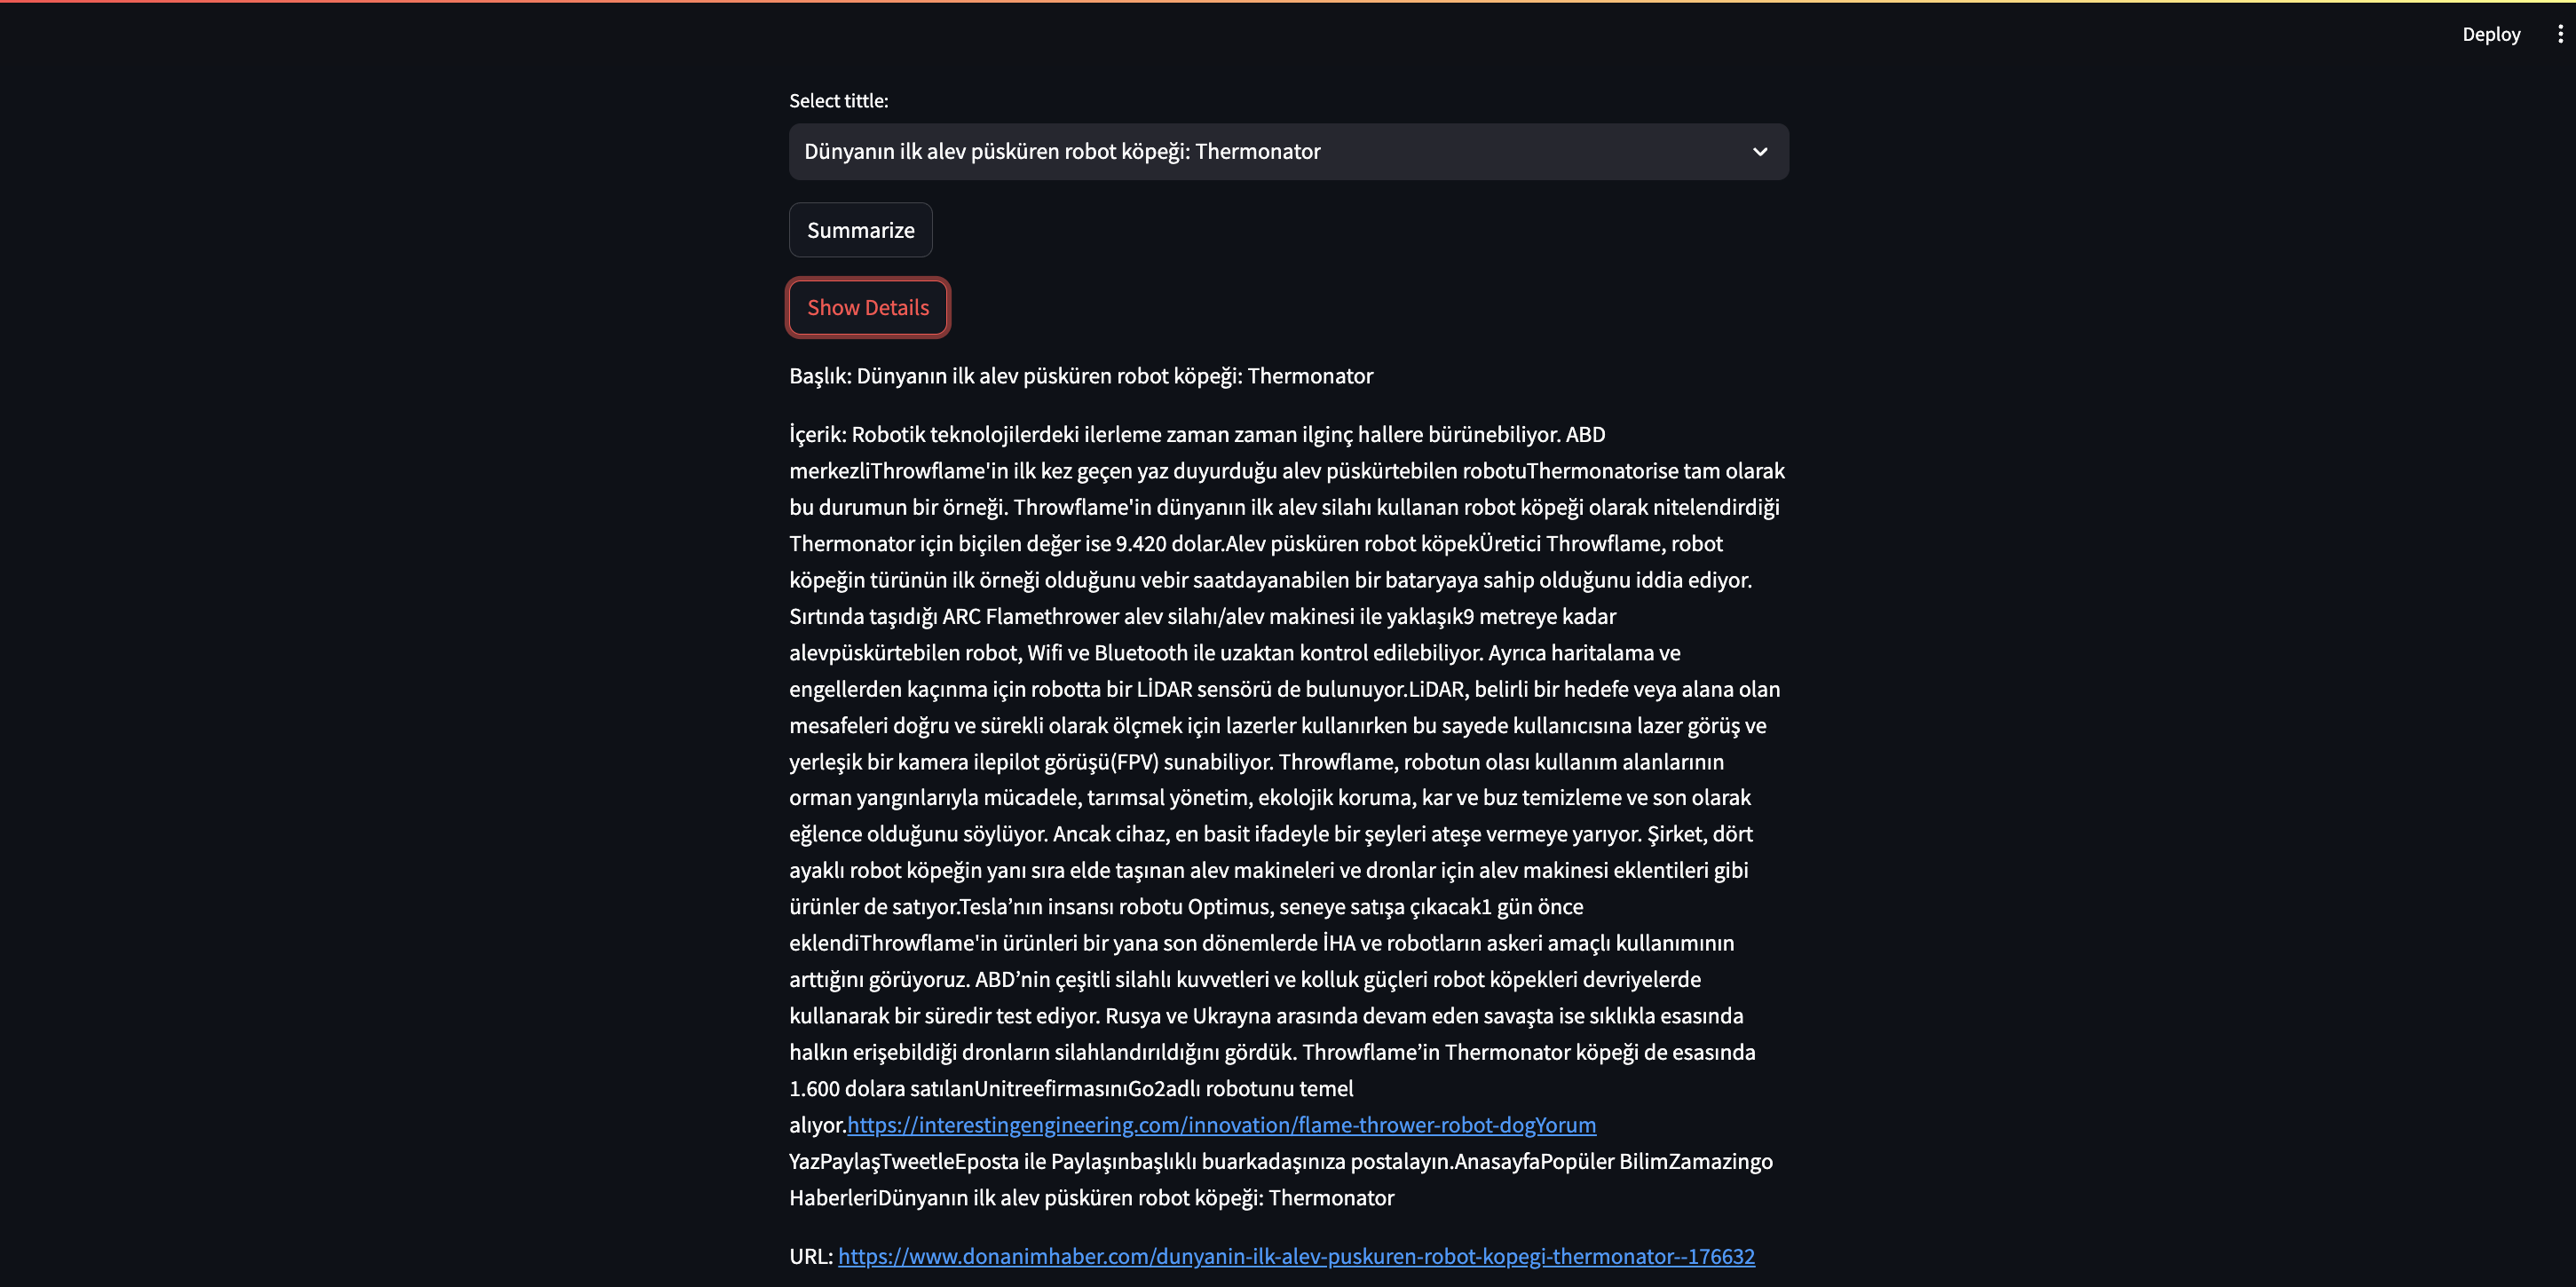 Deploy
Select tittle:
Dünyanın ilk alev püsküren robot köpeği: Thermonator
Summarize
Show Details
Başlık: Dünyanın ilk alev püsküren robot köpeği: Thermonator
İçerik: Robotik teknolojilerdeki ilerleme zaman zaman ilginç hallere bürünebiliyor. ABD
merkezliThrowflame'in ilk kez geçen yaz duyurduğu alev püskürtebilen robotuThermonatorise tam olarak
bu durumun bir örneği. Throwflame'in dünyanın ilk alev silahı kullanan robot köpeği olarak nitelendirdiği
Thermonator için biçilen değer ise 9.420 dolar.Alev püsküren robot köpekÜretici Throwflame, robot
köpeğin türünün ilk örneği olduğunu vebir saatdayanabilen bir bataryaya sahip olduğunu iddia ediyor.
Sırtında taşıdığı ARC Flamethrower alev silahı/alev makinesi ile yaklaşık9 metreye kadar
alevpüskürtebilen robot, Wifi ve Bluetooth ile uzaktan kontrol edilebiliyor. Ayrıca haritalama ve
engellerden kaçınma için robotta bir LİDAR sensörü de bulunuyor.LiDAR, belirli bir hedefe veya alana olan
mesafeleri doğru ve sürekli olarak ölçmek için lazerler kullanırken bu sayede kullanıcısına lazer görüş ve
yerleşik bir kamera ilepilot görüşü(FPV) sunabiliyor. Throwflame, robotun olası kullanım alanlarının
orman yangınlarıyla mücadele, tarımsal yönetim, ekolojik koruma, kar ve buz temizleme ve son olarak
eğlence olduğunu söylüyor. Ancak cihaz, en basit ifadeyle bir şeyleri ateşe vermeye yarıyor. Şirket, dört
ayaklı robot köpeğin yanı sıra elde taşınan alev makineleri ve dronlar için alev makinesi eklentileri gibi
ürünler de satıyor.Tesla’nın insansı robotu Optimus, seneye satışa çıkacak1 gün önce
eklendiThrowflame'in ürünleri bir yana son dönemlerde İHA ve robotların askeri amaçlı kullanımının
arttığını görüyoruz. ABD’nin çeşitli silahlı kuvvetleri ve kolluk güçleri robot köpekleri devriyelerde
kullanarak bir süredir test ediyor. Rusya ve Ukrayna arasında devam eden savaşta ise sıklıkla esasında
halkın erişebildiği dronların silahlandırıldığını gördük. Throwflame’in Thermonator köpeği de esasında
1.600 dolara satılanUnitreefirmasınıGo2adlı robotunu temel
alıyor.https://interestingengineering.com/innovation/flame-thrower-robot-dogYorum
YazPaylaşTweetleEposta ile Paylaşınbaşlıklı buarkadaşınıza postalayın.AnasayfaPopüler BilimZamazingo
HaberleriDünyanın ilk alev püsküren robot köpeği: Thermonator
URL: https://www.donanimhaber.com/dunyanin-ilk-alev-puskuren-robot-kopegi-thermonator--176632